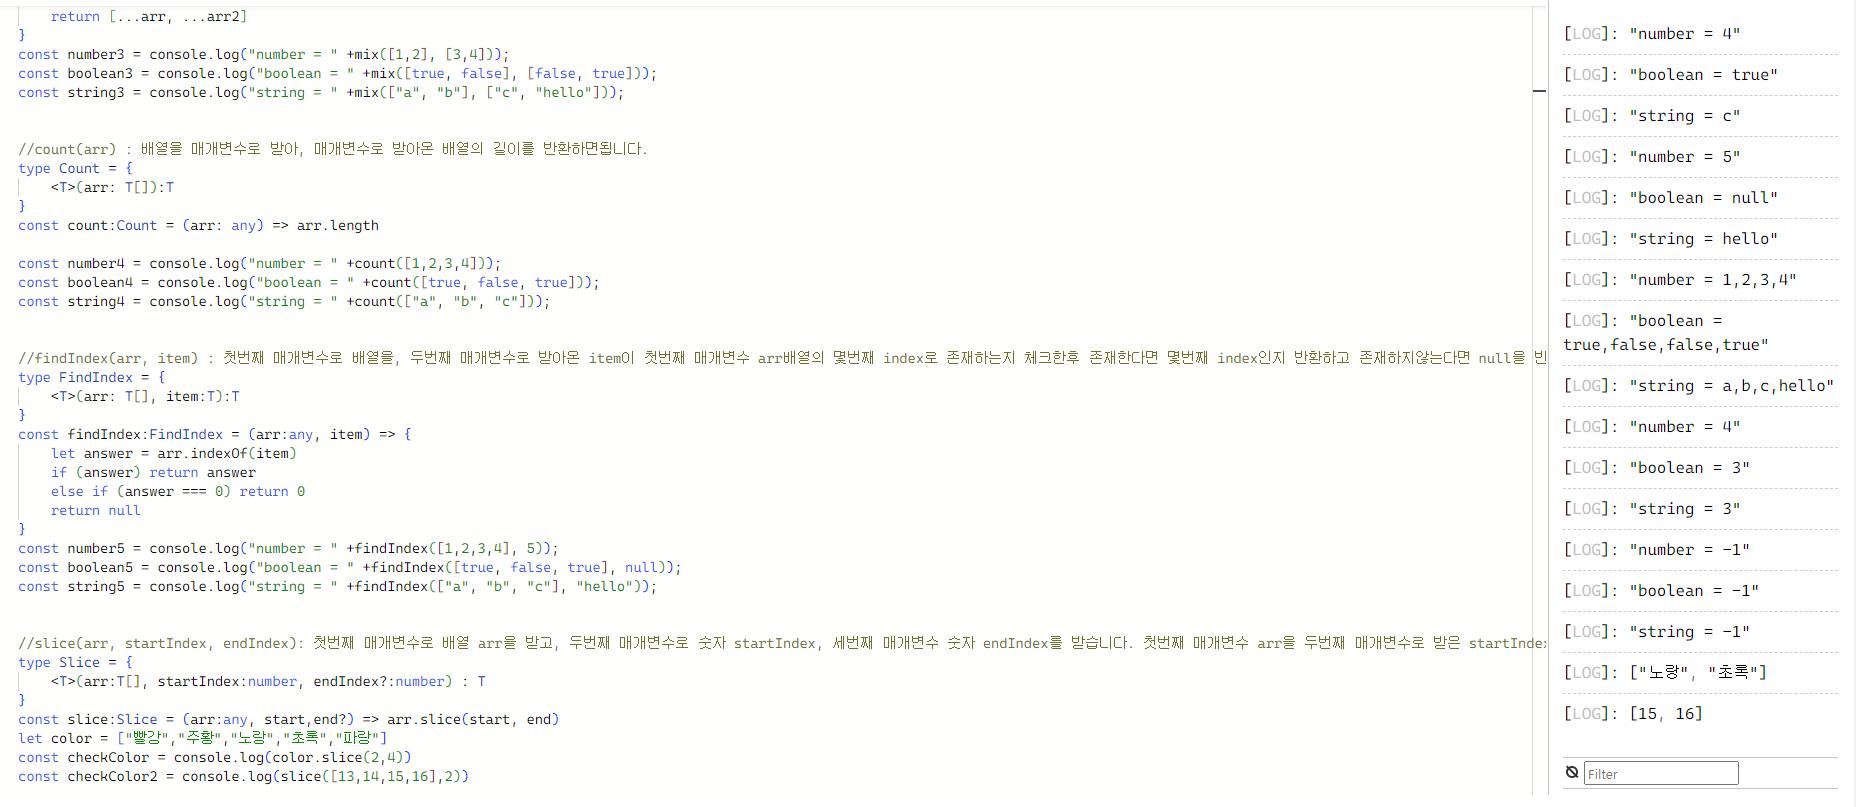 return [...arr, ...arr2]
}
const number3 = console.log("number = " +mix([1,2], [3,4]));
const boolean3 = console.log("boolean = " +mix([true, false], [false, true]));
const string3 = console.log("string = " +mix(["a", "b"], ["c", "hello"]));
//count(arr) : 배열을 매개변수로 받아, 매개변수로 받아온 배열의 길이를 반환하면됩니다.
type Count = {
<T>(arr: T[]):T
}
const count:Count = (arr: any) => arr.length
const number4 = console.log("number = " +count([1,2,3,4]));
const boolean4 = console.log("boolean = " +count([true, false, true]));
const string4 = console.log("string = " +count(["a", "b", "c"]));
//findIndex(arr, item) : 첫번째 매개변수로 배열을, 두번째 매개변수로 받아온 item이 첫번째 매개변수 arr배열의 몇번째 index로 존재하는지 체크한후 존재한다면 몇번째 index인지 반환하고 존재하지않는다면 null을 반
type FindIndex = {
<T>(arr: T[], item:T):T
}
const findIndex:FindIndex = (arr:any, item) => {
let answer = arr.indexOf(item)
if (answer) return answer
else if (answer === 0) return 0
return null
}
const number5 = console.log("number = " +findIndex([1,2,3,4], 5));
const boolean5 = console.log("boolean = " +findIndex([true, false, true], null));
const string5 = console.log("string = " +findIndex(["a", "b", "c"], "hello"));
//slice(arr, startIndex, endIndex): 첫번째 매개변수로 배열 arr을 받고, 두번째 매개변수로 숫자 startIndex, 세번째 매개변수 숫자 endIndex를 받습니다. 첫번째 매개변수 arr을 두번째 매개변수로 받은 startIndex
type Slice = {
<T>(arr:T[], startIndex:number, endIndex?:number) : T
}
const slice:Slice = (arr:any, start,end?) => arr.slice(start, end)
let color = ["빨강","주황","노랑","초록","파랑"]
const checkColor = console.log(color.slice(2,4))
const checkColor2 = console.log(slice([13,14,15,16],2))
[LOG]: "number = 4"
[LOG]: "boolean = true"
[LOG]: "string = c"
[LOG]: "number = 5"
[LOG]: "boolean = null"
[LOG]: "string = hello"
[LOG]: "number = 1,2,3,4"
[LOG]: "boolean =
true,false,false,true"
[LOG]: "string = a,b,c,hello"
[LOG]: "number = 4"
[LOG]: "boolean = 3"
[LOG]: "string = 3"
[LOG]: "number = -1"
[LOG]: "boolean = -1"
[LOG]: "string = -1"
[LOG]: ["노랑", "초록"]
[LOG]: [15, 16]
Filter